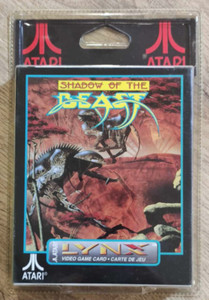 ATARI
ATARI
SHADOW OF THE
BEAST
ATARI
LYNX
VIDEO GAME CARD • CARTE DE JEU
ATARI